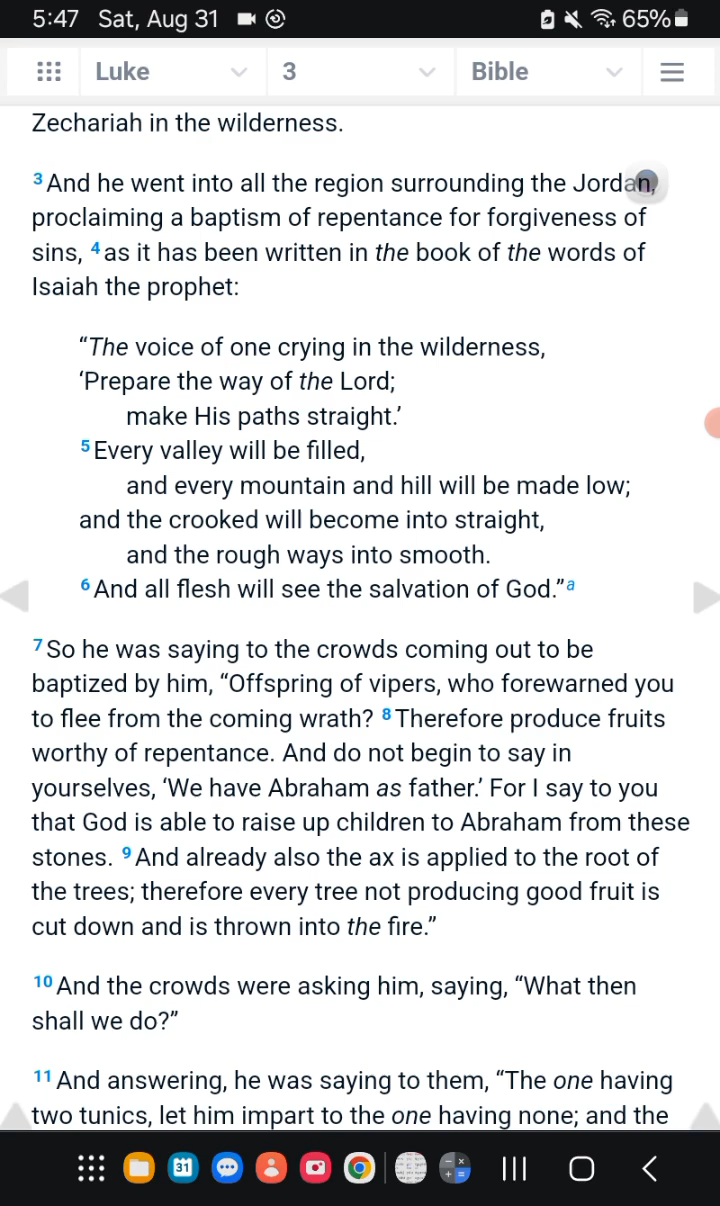 5:47 Sat, Aug 31 65%
Luke 3 Bible
Zechariah in the wilderness.
3 And he went into all the region surrounding the Jordan,
proclaiming a baptism of repentance for forgiveness of
sins, 4 as it has been written in the book of the words of
Isaiah the prophet:
“The voice of one crying in the wilderness,
‘Prepare the way of the Lord;
make His paths straight.’
5 Every valley will be filled,
and every mountain and hill will be made low;
and the crooked will become into straight,
and the rough ways into smooth.
6 And all flesh will see the salvation of God.” a
7 So he was saying to the crowds coming out to be
baptized by him, “Offspring of vipers, who forewarned you
to flee from the coming wrath? 8 Therefore produce fruits
worthy of repentance. And do not begin to say in
yourselves, ‘We have Abraham as father.’ For I say to you
that God is able to raise up children to Abraham from these
stones. 9 And already also the ax is applied to the root of
the trees; therefore every tree not producing good fruit is
cut down and is thrown into the fire.”
10 And the crowds were asking him, saying, “What then
shall we do?”
11 And answering, he was saying to them, “The one having
two tunics, let him impart to the one having none; and the
31